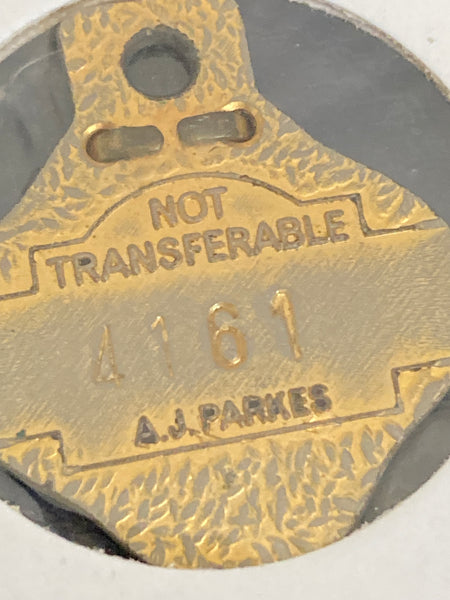 NOT
TRANSFERABLE
4161
A.J. PARKES